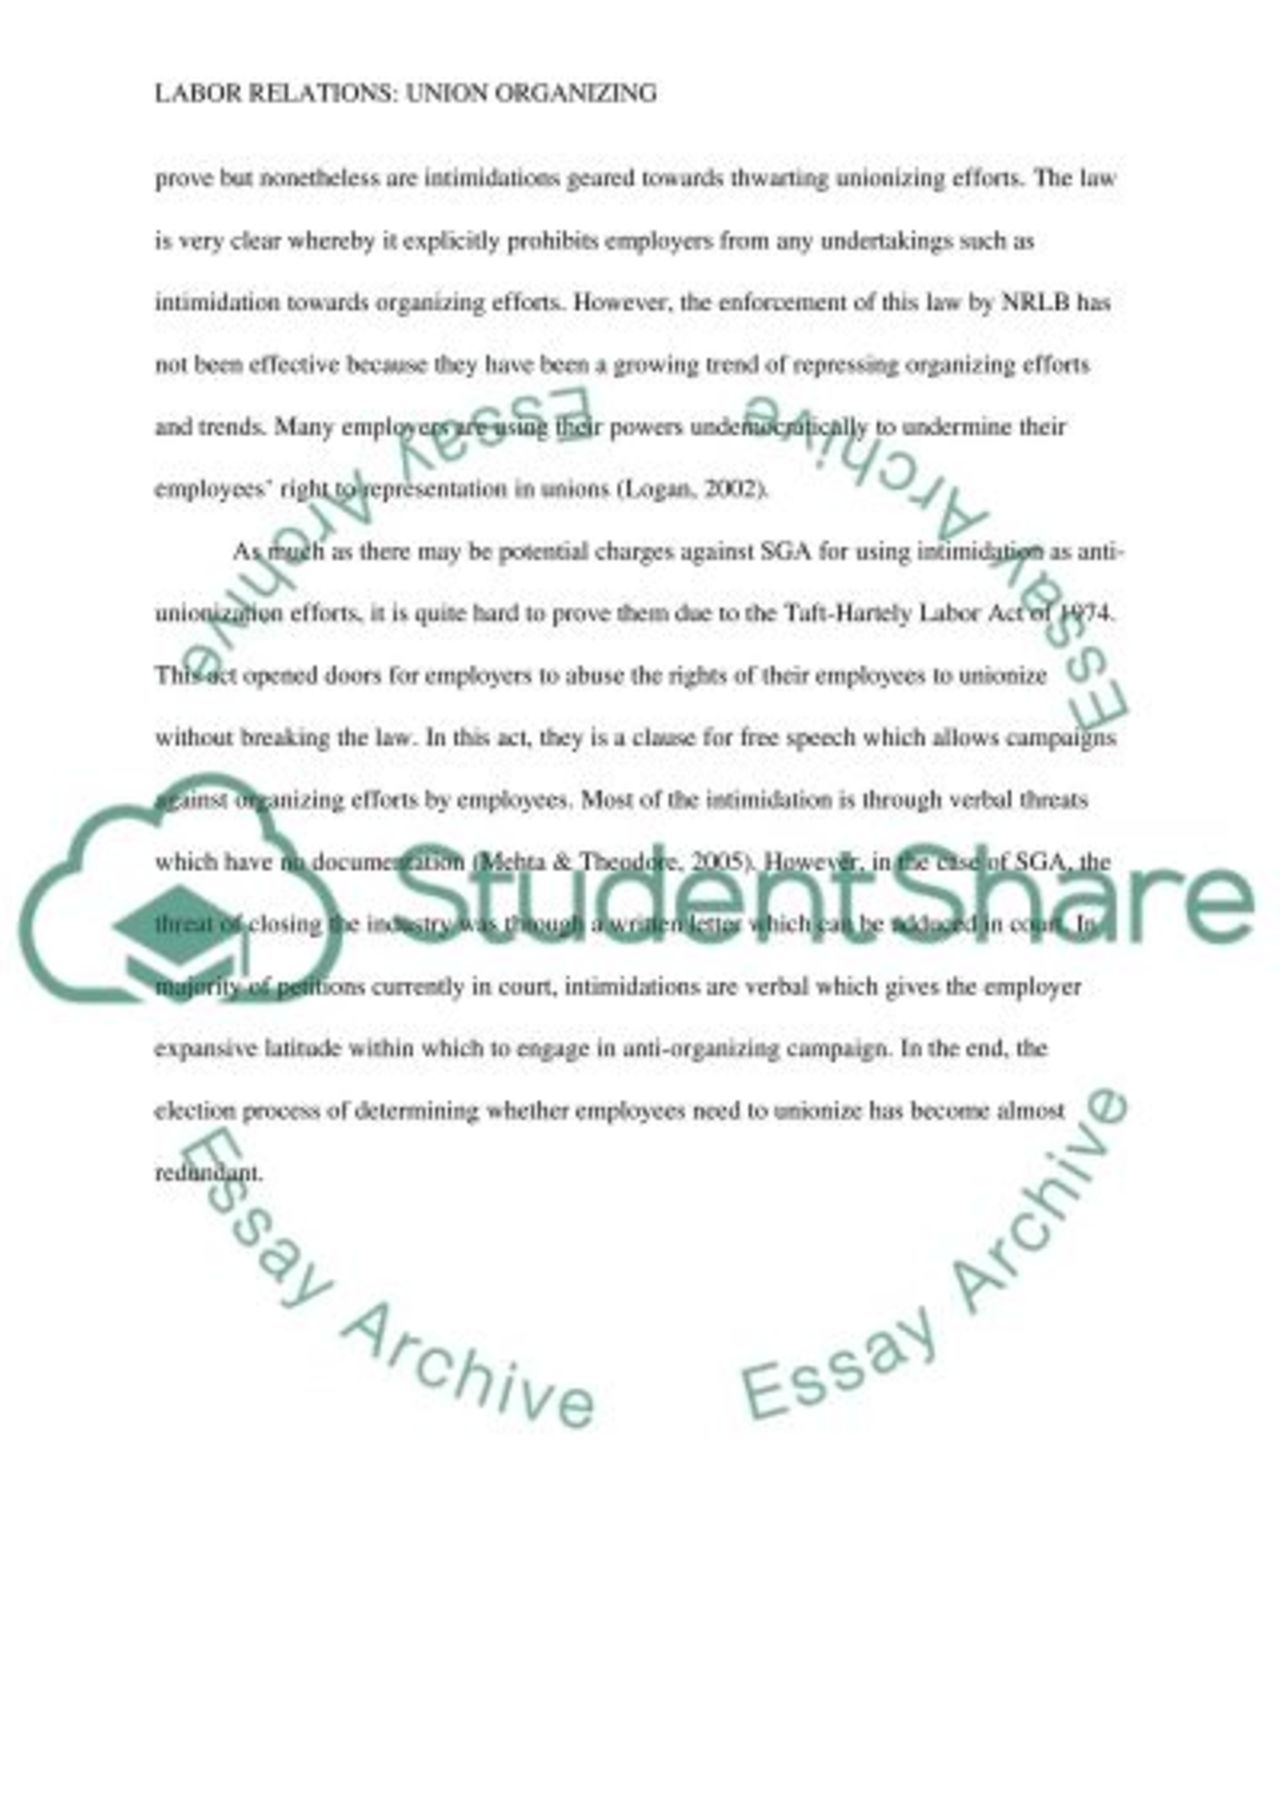 LABOR RELATIONS: UNION ORGANIZING
prove but nonetheless are intimidations geared towards thwarting unionizing efforts. The law
is very clear whereby it explicitly prohibits employers from any undertakings such as
intimidation towards organizing efforts. However, the enforcement of this law by NRLB has
not been effective because they have been a growing trend of repressing organizing efforts
and trends. Many employers are using their powers undemocratically to undermine their
employees' right to representation in unions (Logan, 2002).
As much as there may be potential charges against SGA for using intimidation as anti-
unionization efforts, it is quite hard to prove them due to the Taft-Hartely Labor Act of 1974.
This act opened doors for employers to abuse the rights of their employees to unionize
without breaking the law. In this act, they is a clause for free speech which allows campaigns
against organizing efforts by employees. Most of the intimidation is through verbal threats
which have no documentation (Mehta & Theodore, 2005). However, in the case of SGA, the
threat of closing the industry was through a written letter which can be adduced in court. In
majority of petitions currently in court, intimidations are verbal which gives the employer
expansive latitude within which to engage in anti-organizing campaign. In the end, the
election process of determining whether employees need to unionize has become almost
redundant.
Essay Archive
Essay Archive
StudentShare
Essay Archive
Essay Archive